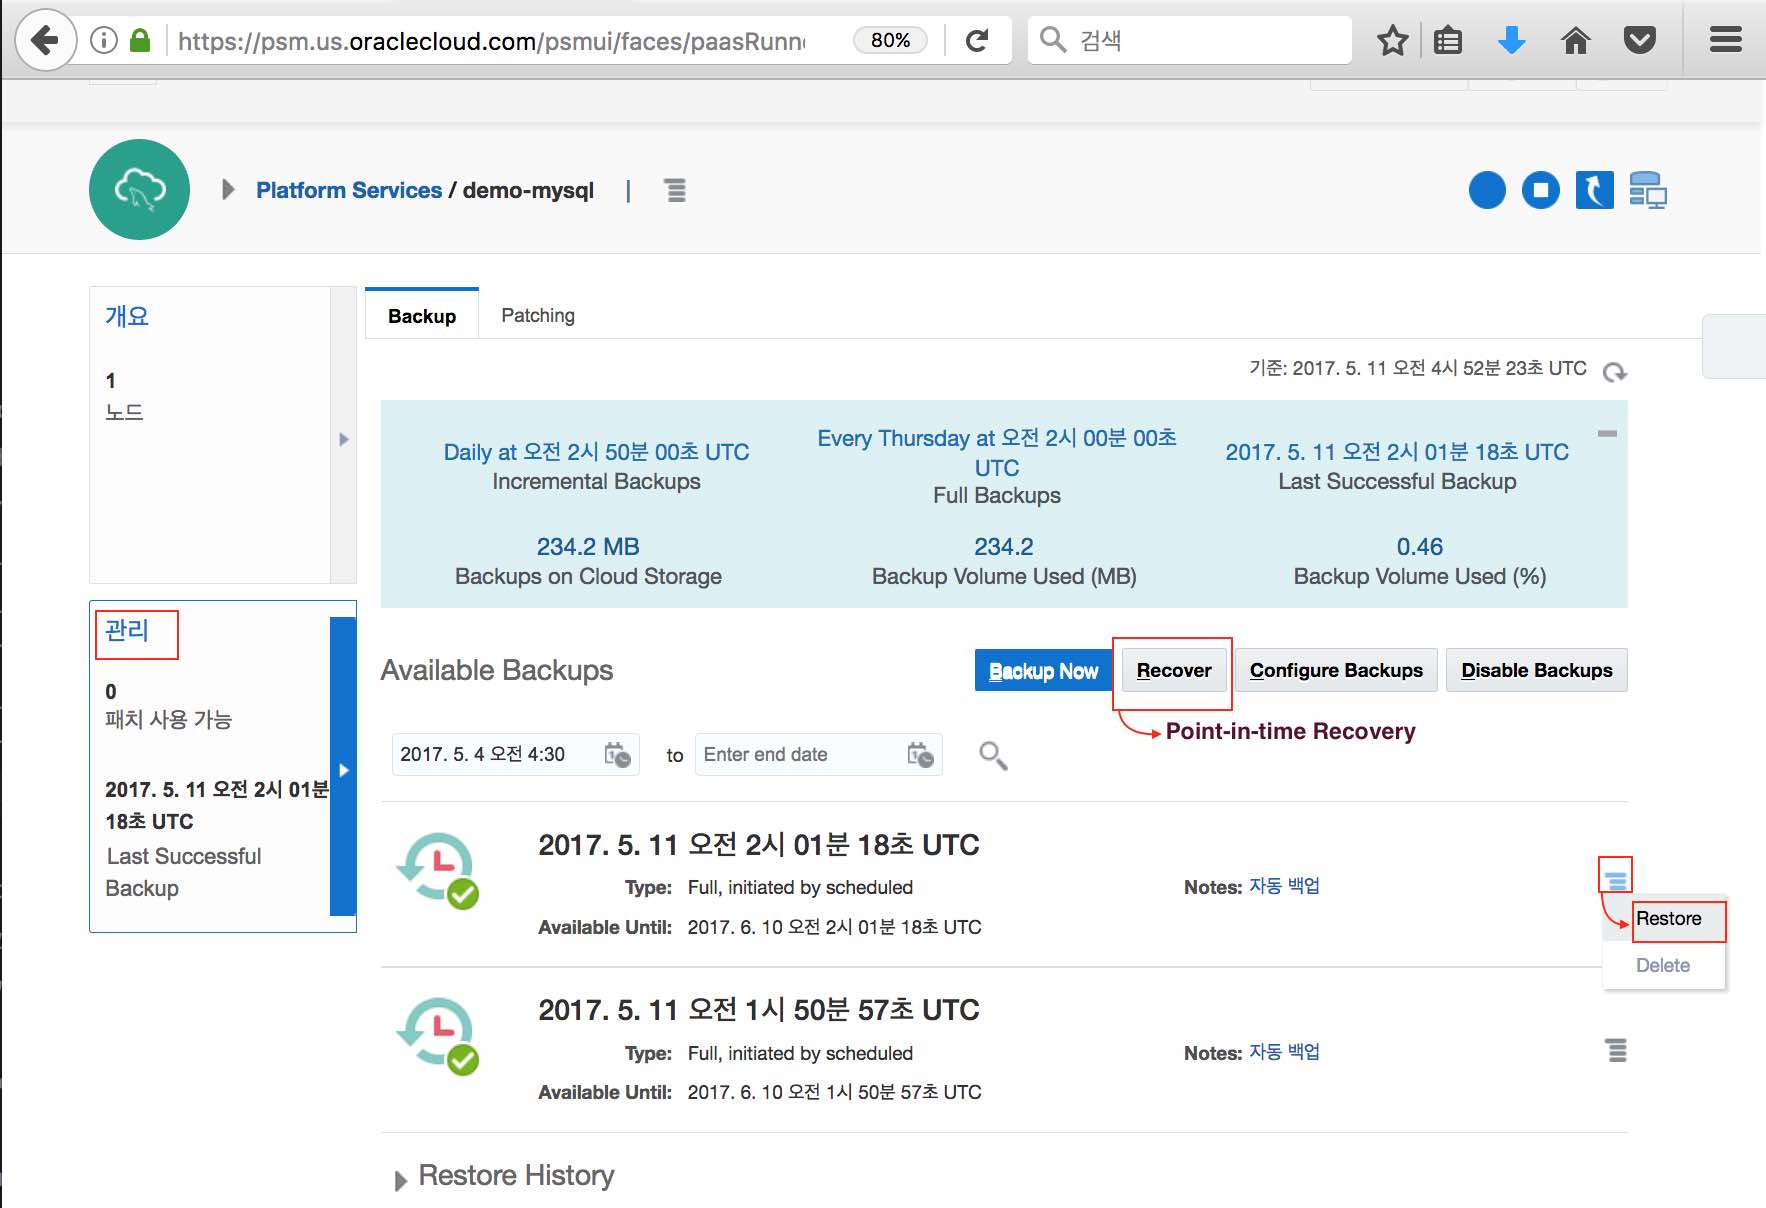 https://psm.us.oraclecloud.com/psmui/faces/paasRunn
80%
검색
Platform Services / demo-mysql |
개요
1
노드
관리
0
패치 사용 가능
2017. 5. 11 오전 2시 01분
18초 UTC
Last Successful
Backup
Backup
Patching
기준: 2017. 5. 11 오전 4시 52분 23초 UTC
Daily at 오전 2시 50분 00초 UTC
Incremental Backups
Every Thursday at 오전 2시 00분 00초
UTC
Full Backups
2017. 5. 11 오전 2시 01분 18초 UTC
Last Successful Backup
234.2 MB
Backups on Cloud Storage
234.2
Backup Volume Used (MB)
0.46
Backup Volume Used (%)
Available Backups
Backup Now
Recover
Configure Backups
Disable Backups
Point-in-time Recovery
2017. 5. 4 오전 4:30
to
Enter end date
2017. 5. 11 오전 2시 01분 18초 UTC
Type: Full, initiated by scheduled
Notes: 자동 백업
Available Until: 2017. 6. 10 오전 2시 01분 18초 UTC
Restore
Delete
2017. 5. 11 오전 1시 50분 57초 UTC
Type: Full, initiated by scheduled
Notes: 자동 백업
Available Until: 2017. 6. 10 오전 1시 50분 57초 UTC
Restore History